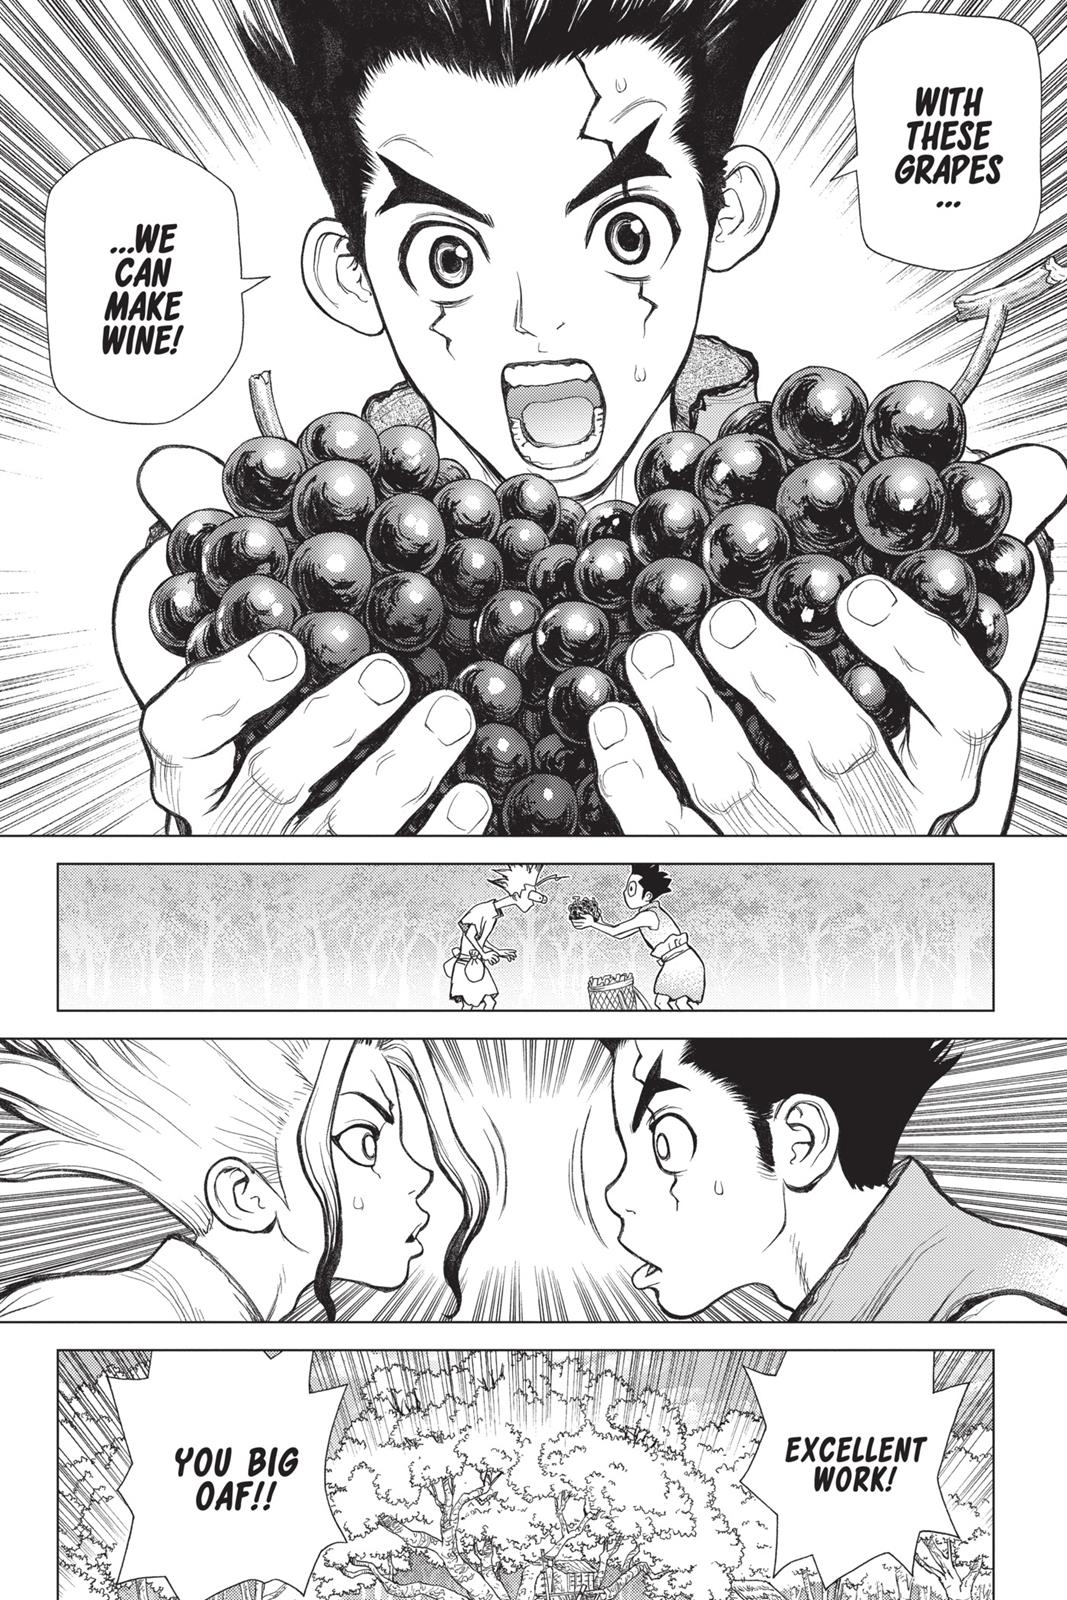 WITH
THESE
GRAPES
...
...WE
CAN
MAKE
WINE!
EXCELLENT
WORK!
YOU BIG
OAF!!